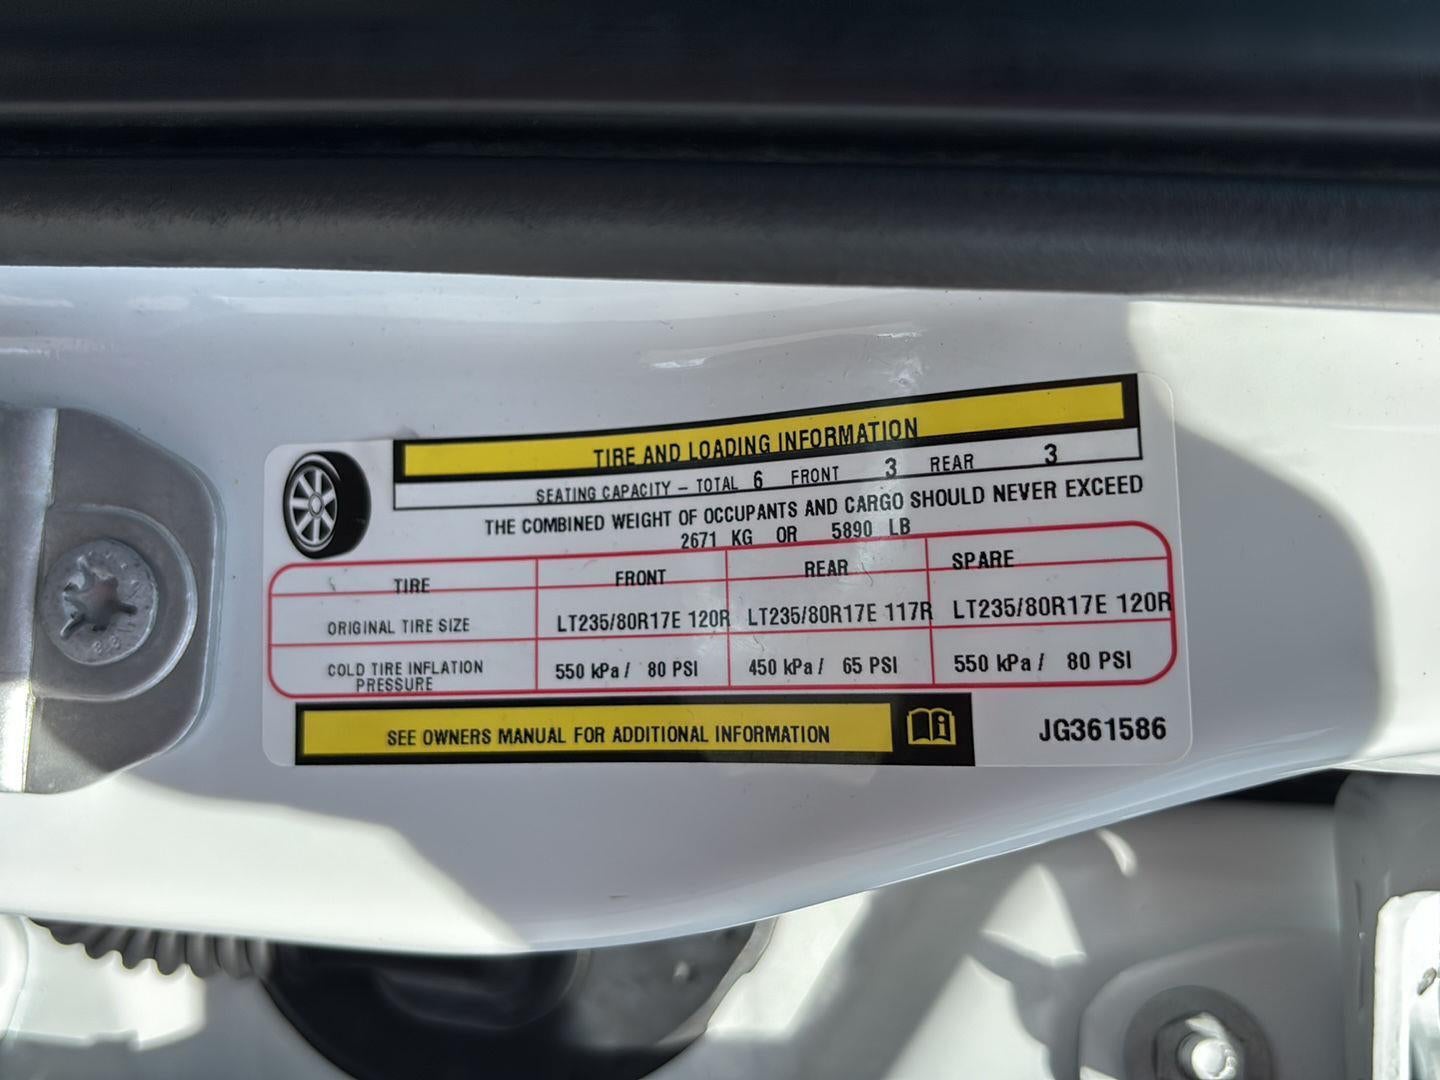 TIRE AND LOADING INFORMATION
SEATING CAPACITY – TOTAL 6 FRONT 3 REAR 3
THE COMBINED WEIGHT OF OCCUPANTS AND CARGO SHOULD NEVER EXCEED
2671 KG OR 5890 LB
TIRE FRONT REAR SPARE
ORIGINAL TIRE SIZE LT235/80R17E 120R LT235/80R17E 117R LT235/80R17E 120R
COLD TIRE INFLATION PRESSURE 550 kPa / 80 PSI 450 kPa / 65 PSI 550 kPa / 80 PSI
SEE OWNERS MANUAL FOR ADDITIONAL INFORMATION
JG361586
8.8